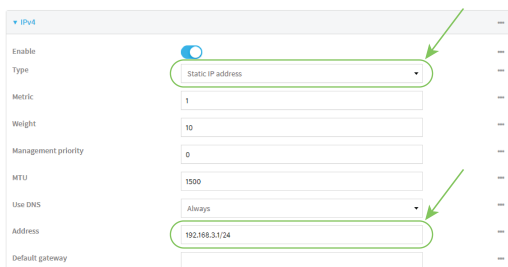 IPv4
Enable
Type Static IP address
Metric 1
Weight 10
Management priority 0
MTU 1500
Use DNS Always
Address 192.168.3.1/24
Default gateway